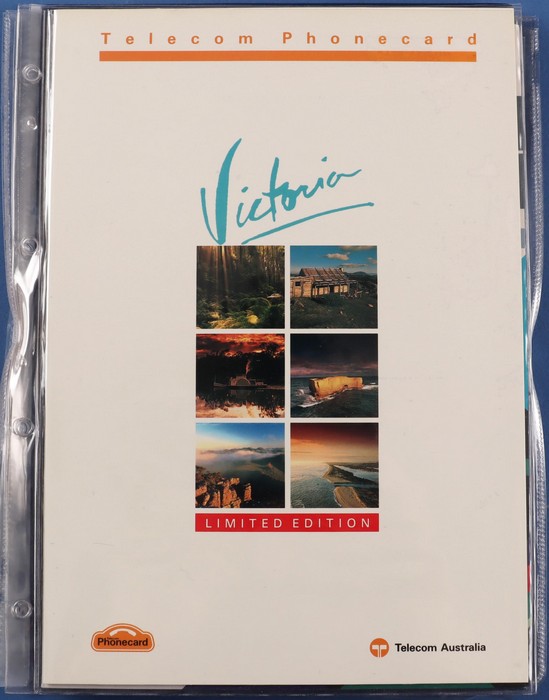 Telecom Phonecard
Victoria
LIMITED EDITION
Phonecard
Telecom Australia